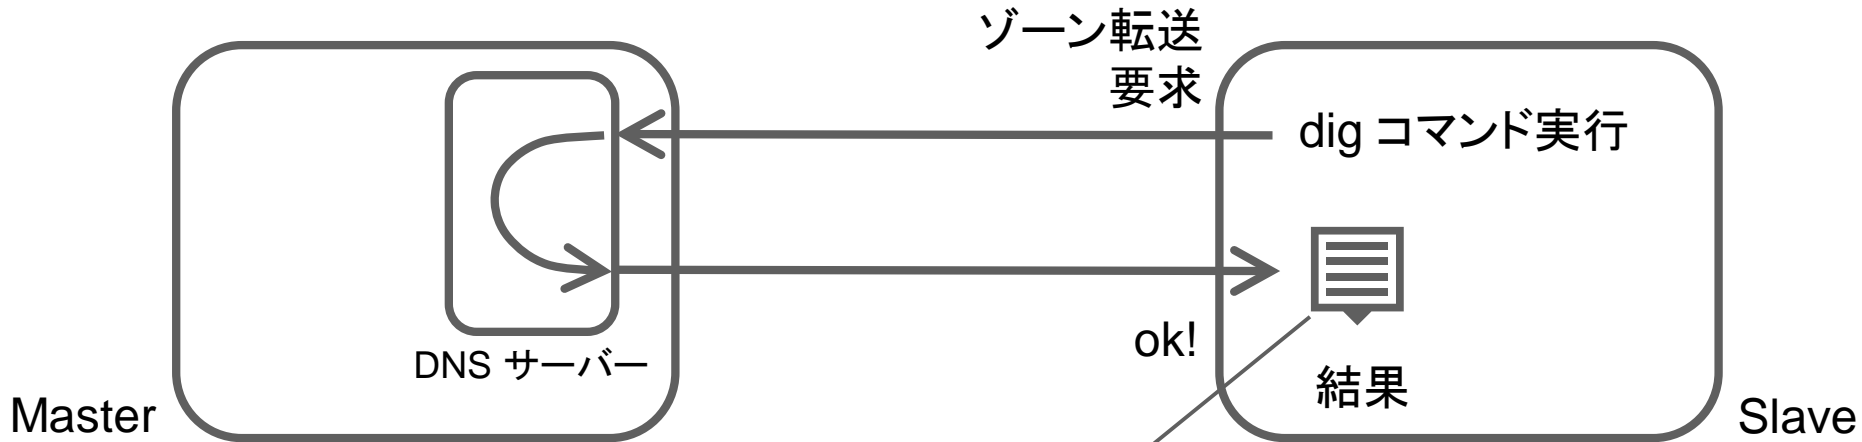 ゾーン転送
要求
dig コマンド実行
DNS サーバー
ok!
結果
Master
Slave